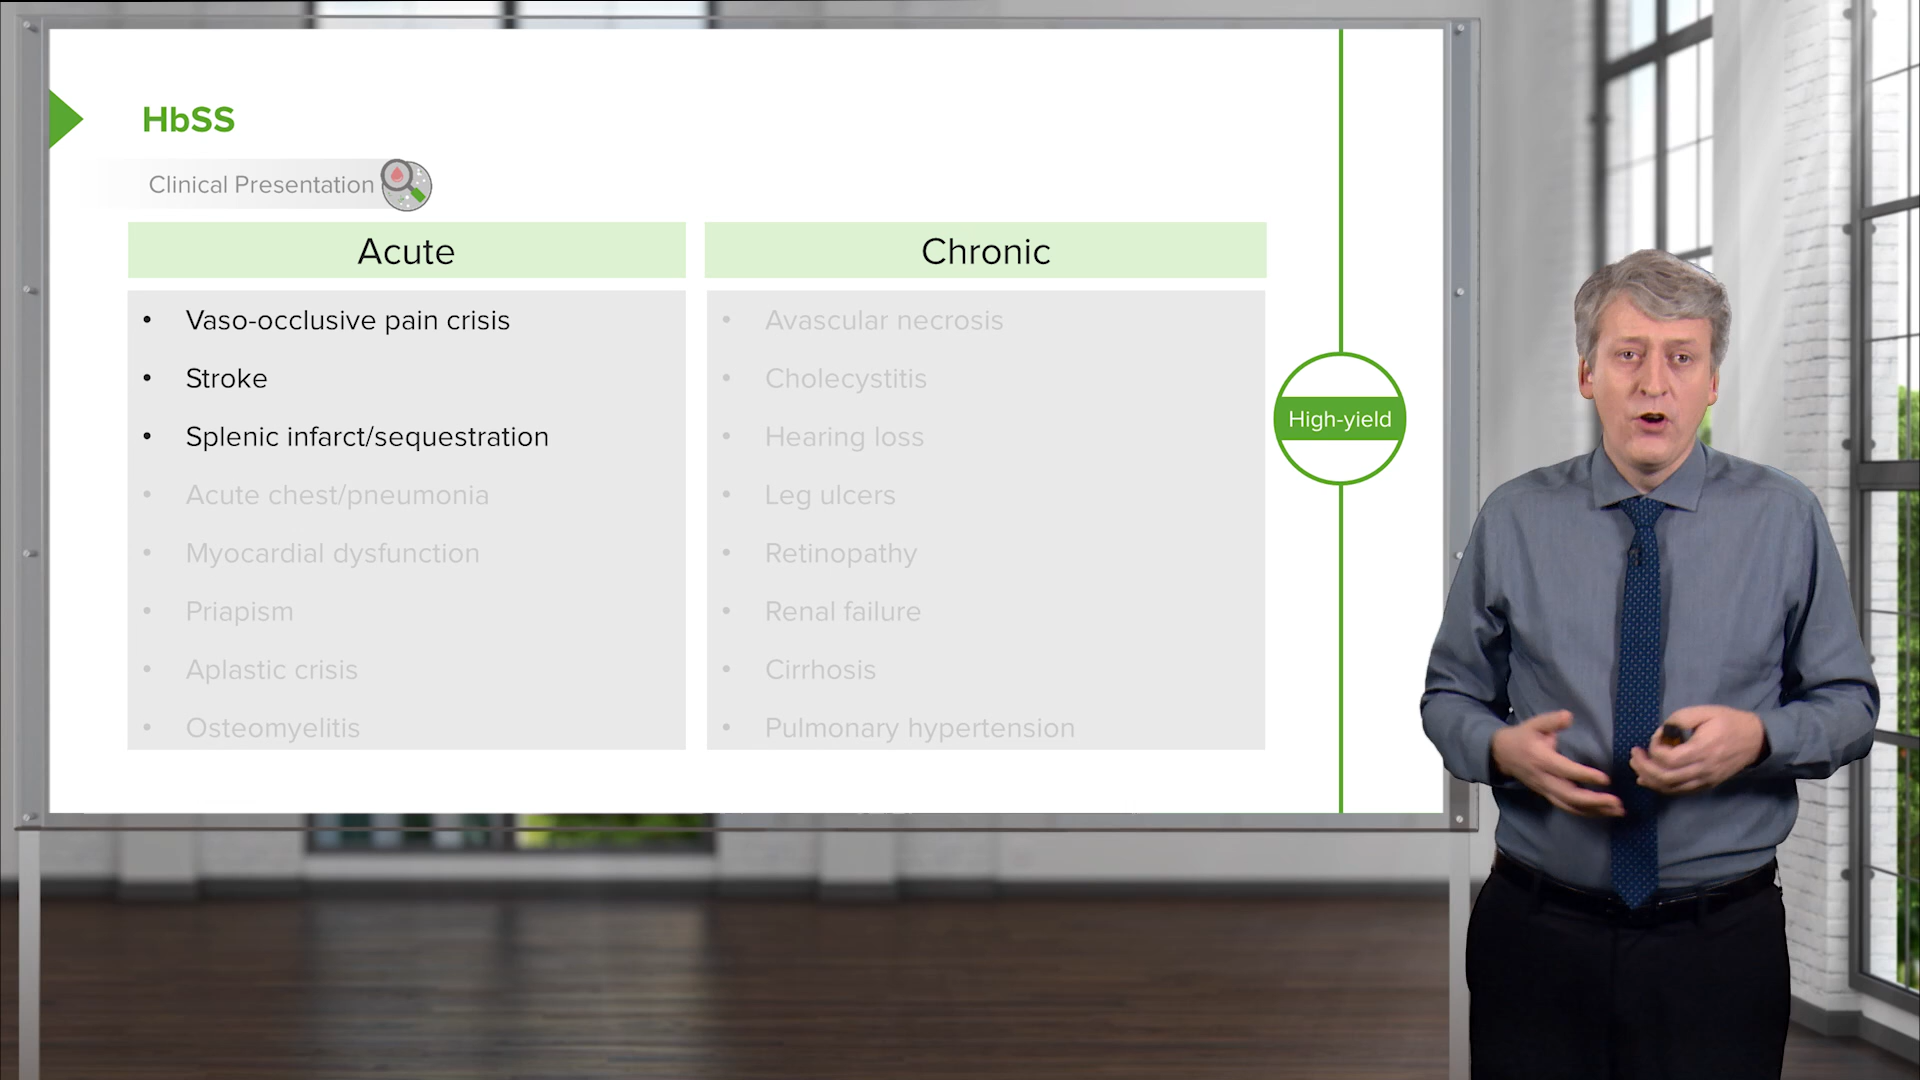 HbSS
Clinical Presentation
Acute
• Vaso-occlusive pain crisis
• Stroke
• Splenic infarct/sequestration
• Acute chest/pneumonia
• Myocardial dysfunction
• Priapism
• Aplastic crisis
• Osteomyelitis
Chronic
• Avascular necrosis
• Cholecystitis
• Hearing loss
• Leg ulcers
• Retinopathy
• Renal failure
• Cirrhosis
• Pulmonary hypertension
High-yield